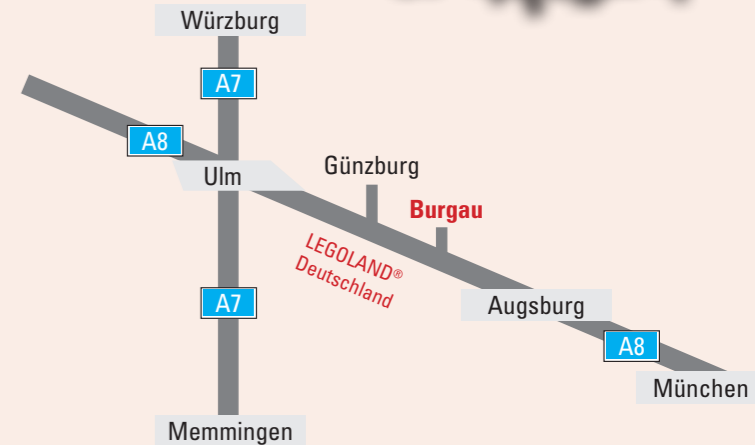 Würzburg
A7
A8
Ulm
Günzburg
Burgau
LEGOLAND®
Deutschland
A7
Augsburg
A8
München
Memmingen